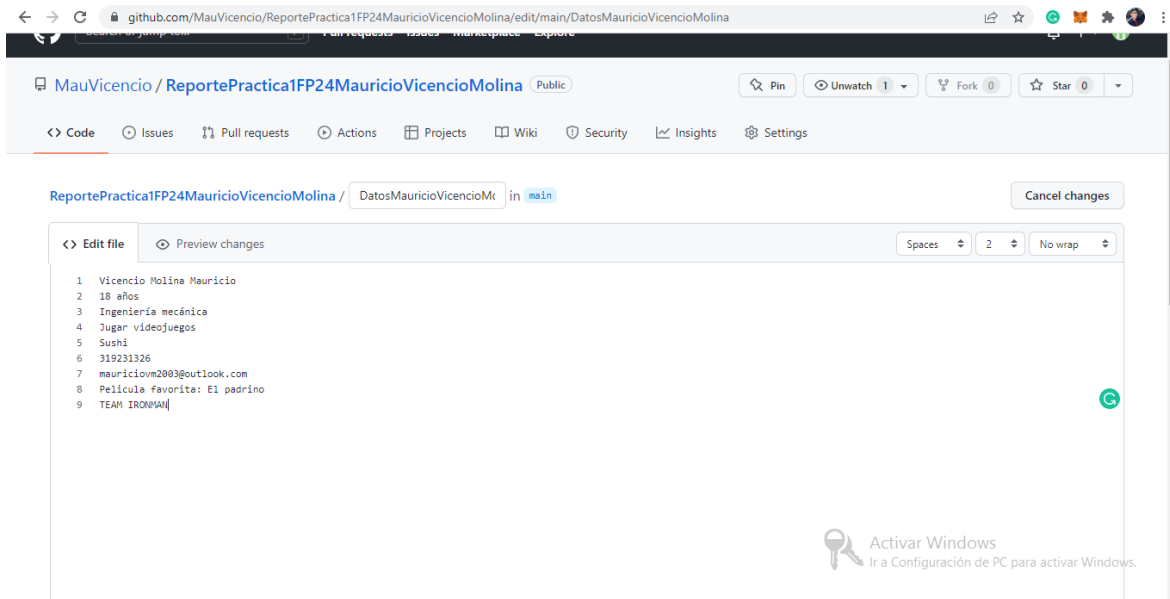 github.com/MauVicencio/ReportePractica1FP24MauricioVicencioMolina/edit/main/DatosMauricioVicencioMolina
Search or jump to... / Pull requests Issues Marketplace Explore
MauVicencio / ReportePractica1FP24MauricioVicencioMolina Public Pin Unwatch 1 Fork 0 Star 0
<> Code Issues Pull requests Actions Projects Wiki Security Insights Settings
ReportePractica1FP24MauricioVicencioMolina / DatosMauricioVicencioMo in main Cancel changes
<> Edit file Preview changes Spaces 2 No wrap
1 Vicencio Molina Mauricio
2 18 años
3 Ingeniería mecánica
4 Jugar videojuegos
5 Sushi
6 319231326
7 mauriciovm2003@outlook.com
8 Pelicula favorita: El padrino
9 TEAM IRONMAN
Activar Windows
Ir a Configuración de PC para activar Windows.